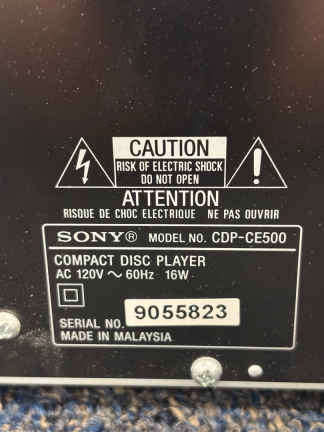 CAUTION
RISK OF ELECTRIC SHOCK
DO NOT OPEN
ATTENTION
RISQUE DE CHOC ELECTRIQUE NE PAS OUVRIR
SONY® MODEL NO. CDP-CE500
COMPACT DISC PLAYER
AC 120V ~ 60Hz 16W
SERIAL NO. 9055823
MADE IN MALAYSIA